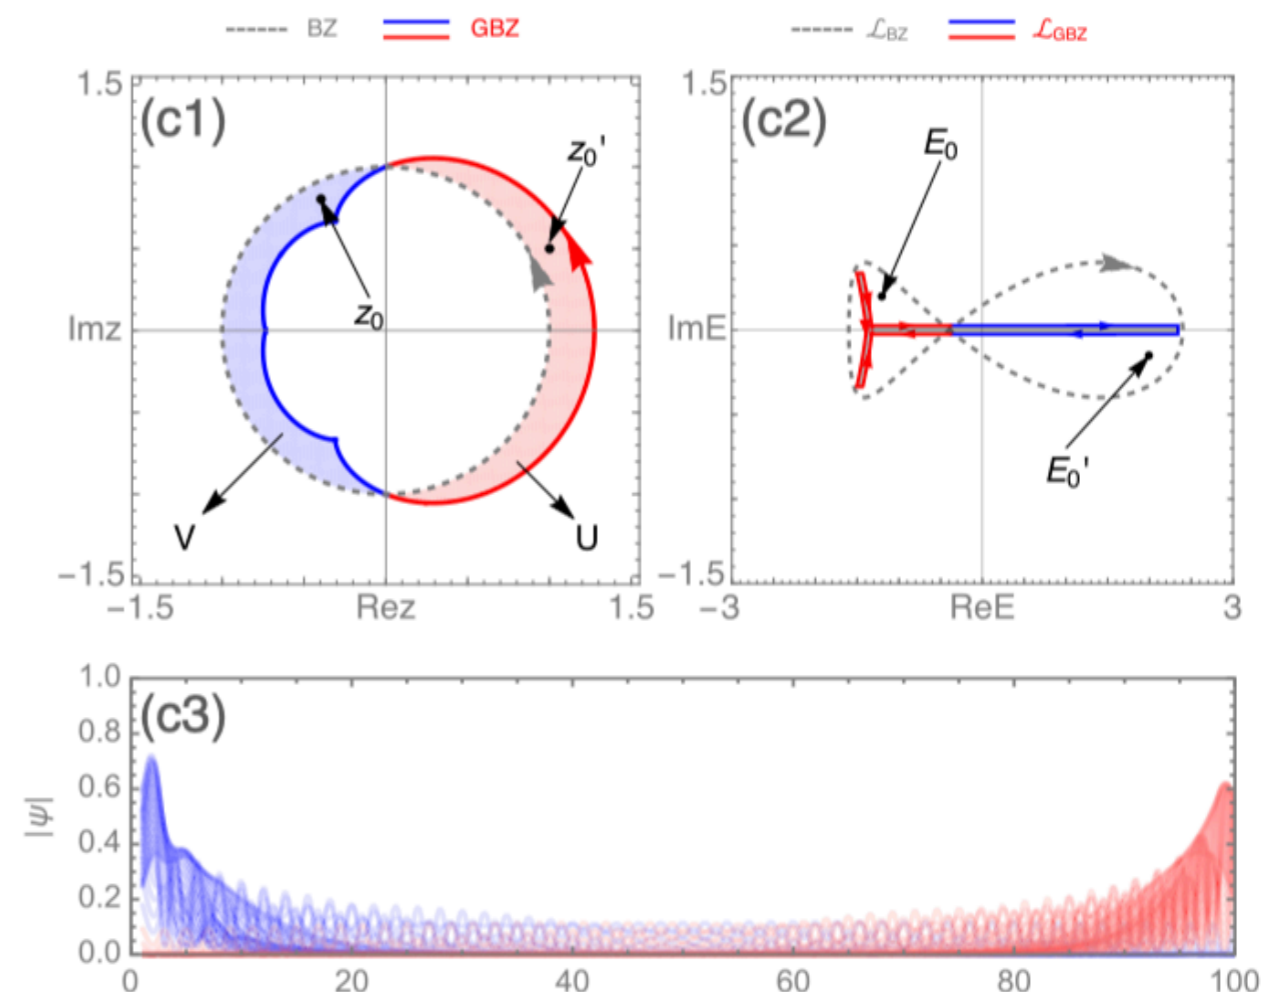 BZ GBZ
ℒBZ ℒGBZ
(c1)
1.5
z0'
z0
Imz
V
U
−1.5
−1.5 Rez 1.5
(c2)
1.5
E0
ImE
E0'
−1.5
−3 ReE 3
(c3)
1.0
0.8
0.6
|ψ|
0.4
0.2
0.0
0 20 40 60 80 100